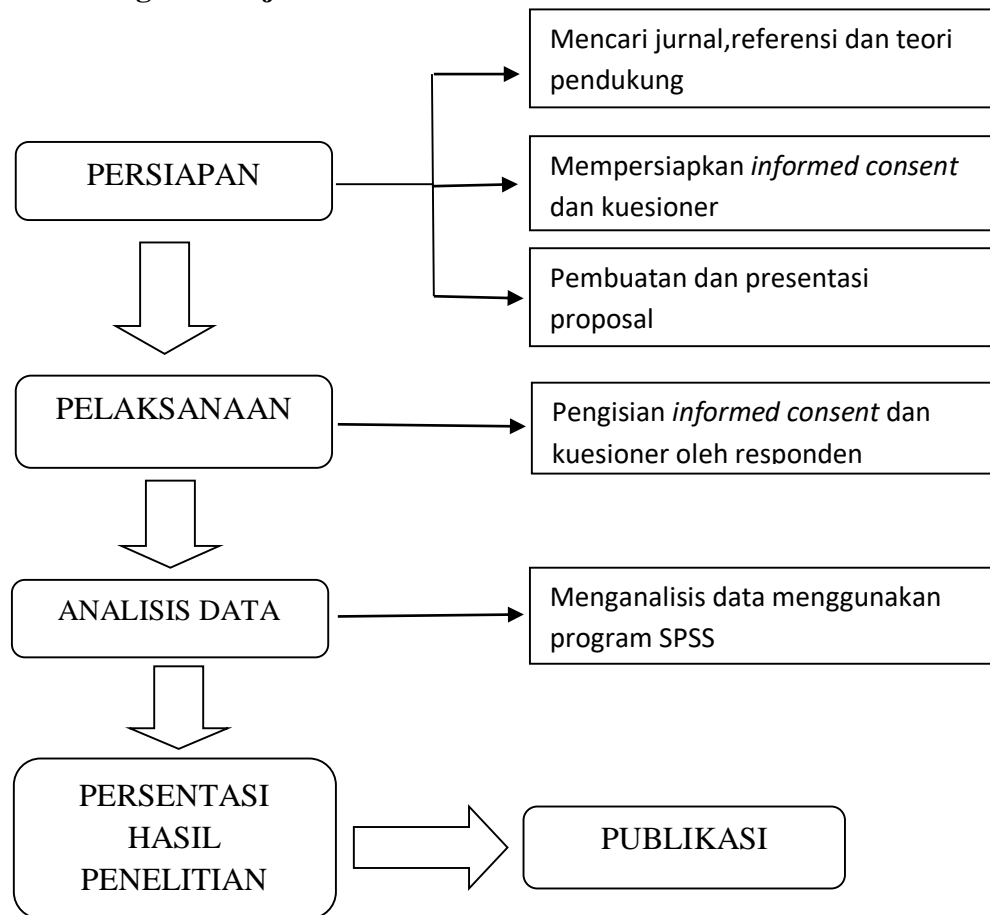 Mencari jurnal,referensi dan teori
pendukung
PERSIAPAN
Mempersiapkan informed consent
dan kuesioner
Pembuatan dan presentasi
proposal
PELAKSANAAN
Pengisian informed consent dan
kuesioner oleh responden
ANALISIS DATA
Menganalisis data menggunakan
program SPSS
PERSENTASI
HASIL
PENELITIAN
PUBLIKASI